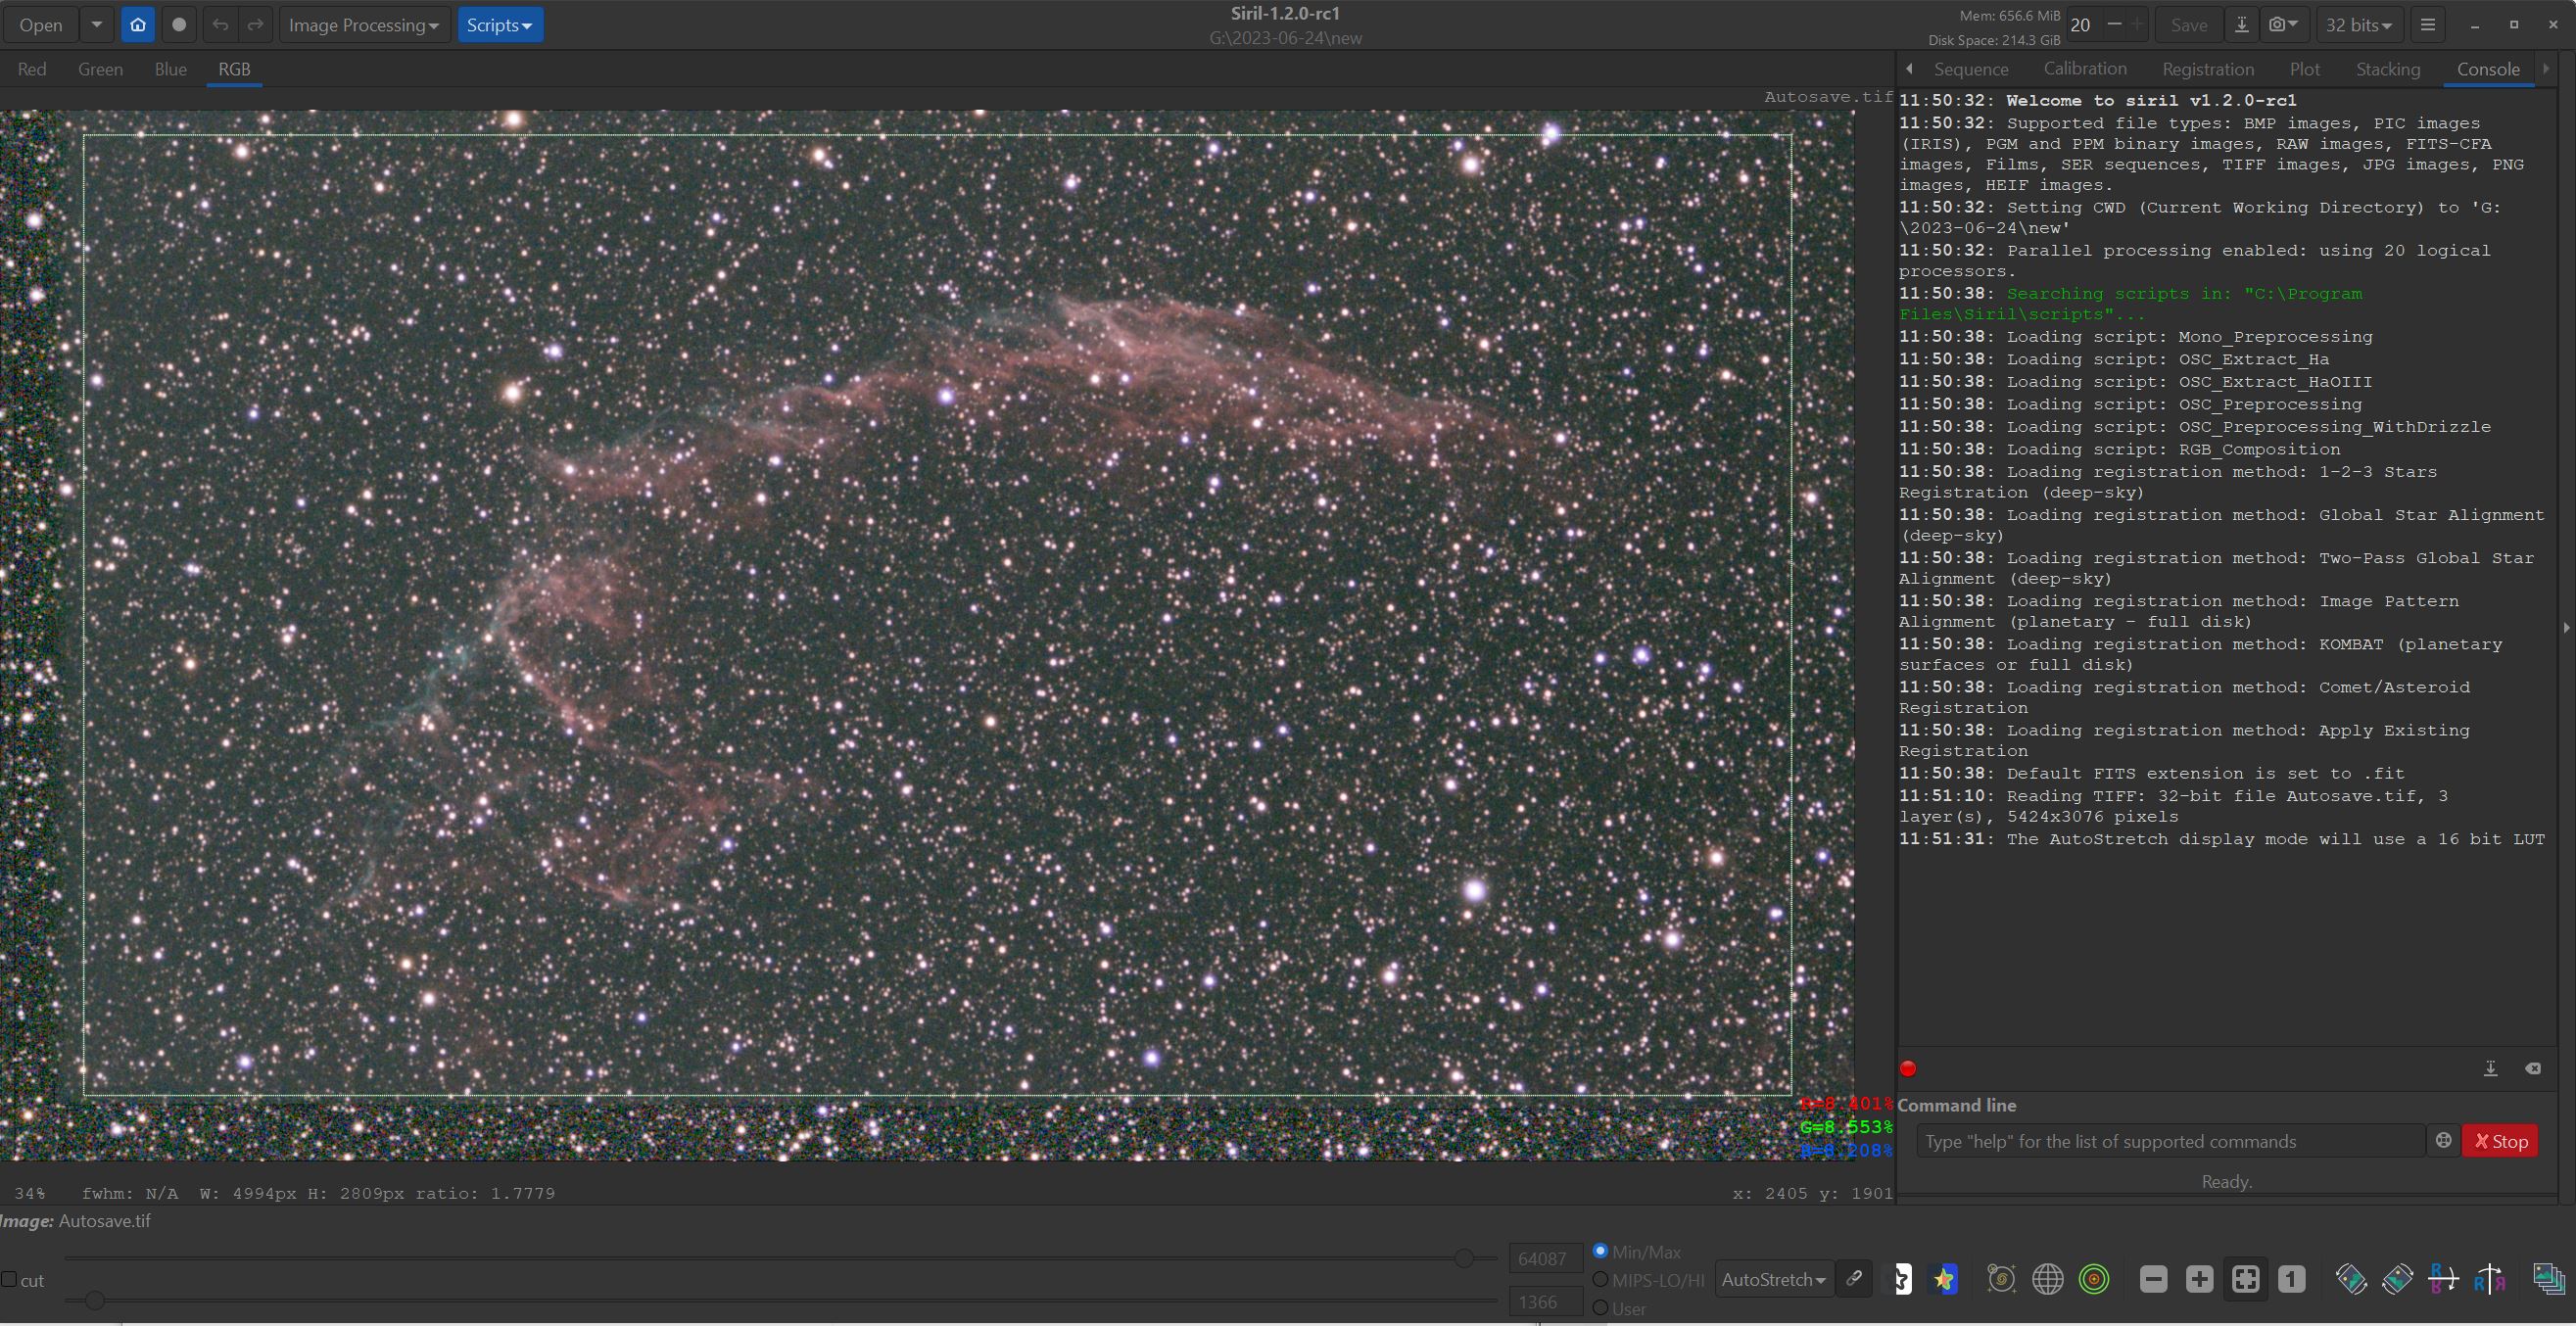 Open
Image Processing
Scripts
Siril-1.2.0-rc1
G:\2023-06-24\new
Mem: 656.6 MiB
Disk Space: 214.3 GiB
20
Save
32 bits
Red Green Blue RGB
Sequence Calibration Registration Plot Stacking Console
Autosave.tif
11:50:32: Welcome to siril v1.2.0-rc1
11:50:32: Supported file types: BMP images, PIC images
(IRIS), PGM and PPM binary images, RAW images, FITS-CFA
images, Films, SER sequences, TIFF images, JPG images, PNG
images, HEIF images.
11:50:32: Setting CWD (Current Working Directory) to 'G:
\2023-06-24\new'
11:50:32: Parallel processing enabled: using 20 logical
processors.
11:50:38: Searching scripts in: "C:\Program
Files\Siril\scripts"...
11:50:38: Loading script: Mono_Preprocessing
11:50:38: Loading script: OSC_Extract_Ha
11:50:38: Loading script: OSC_Extract_HaOIII
11:50:38: Loading script: OSC_Preprocessing
11:50:38: Loading script: OSC_Preprocessing_WithDrizzle
11:50:38: Loading script: RGB_Composition
11:50:38: Loading registration method: 1-2-3 Stars
Registration (deep-sky)
11:50:38: Loading registration method: Global Star Alignment
(deep-sky)
11:50:38: Loading registration method: Two-Pass Global Star
Alignment (deep-sky)
11:50:38: Loading registration method: Image Pattern
Alignment (planetary - full disk)
11:50:38: Loading registration method: KOMBAT (planetary
surfaces or full disk)
11:50:38: Loading registration method: Comet/Asteroid
Registration
11:50:38: Loading registration method: Apply Existing
Registration
11:50:38: Default FITS extension is set to .fit
11:51:10: Reading TIFF: 32-bit file Autosave.tif, 3
layer(s), 5424x3076 pixels
11:51:31: The AutoStretch display mode will use a 16 bit LUT
R=8.401%
G=8.553%
B=8.208%
Command line
Type "help" for the list of supported commands
Stop
Ready.
34% fwhm: N/A W: 4994px H: 2809px ratio: 1.7779
x: 2405 y: 1901
Image: Autosave.tif
cut
64087
1366
Min/Max
MIPS-LO/HI
User
AutoStretch
1